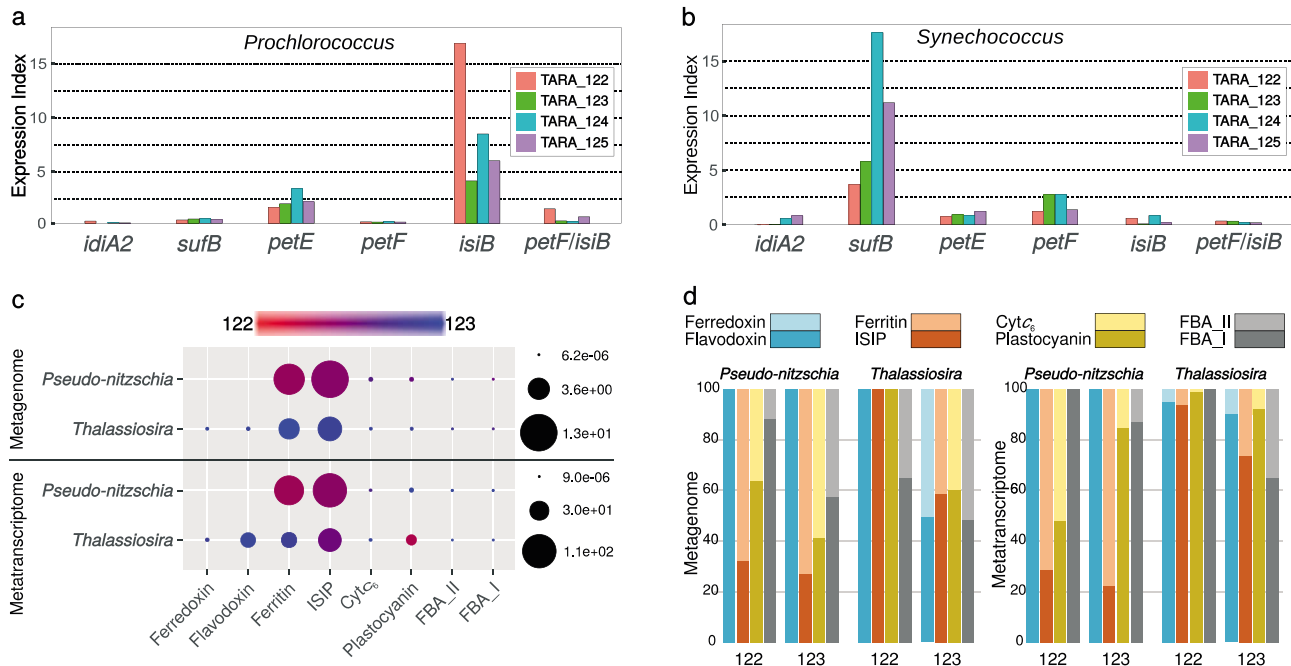 a
Prochlorococcus
Expression Index
15
10
5
0
TARA_122
TARA_123
TARA_124
TARA_125
idiA2 sufB petE petF isiB petF/isiB
b
Synechococcus
Expression Index
15
10
5
0
TARA_122
TARA_123
TARA_124
TARA_125
idiA2 sufB petE petF isiB petF/isiB
c
122 123
Metagenome
Pseudo-nitzschia
Thalassiosira
6.2e-06
3.6e+00
1.3e+01
Metatranscriptome
Pseudo-nitzschia
Thalassiosira
9.0e-06
3.0e+01
1.1e+02
Ferredoxin Flavodoxin Ferritin ISIP Cytc6 Plastocyanin FBA_II FBA_I
d
Ferredoxin Ferritin Cytc6 FBA_II
Flavodoxin ISIP Plastocyanin FBA_I
Pseudo-nitzschia Thalassiosira
Metagenome
100
80
60
40
20
0
122 123 122 123
Pseudo-nitzschia Thalassiosira
Metatranscriptome
100
80
60
40
20
0
122 123 122 123